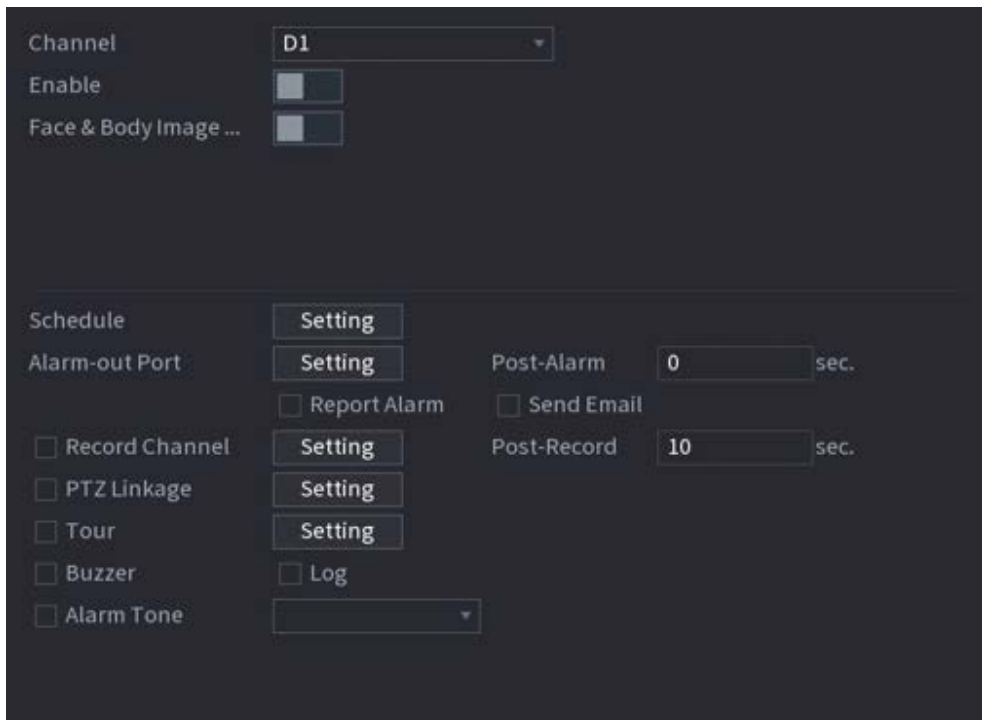 Channel D1
Enable
Face & Body Image ...
Schedule Setting
Alarm-out Port Setting Post-Alarm 0 sec.
Report Alarm Send Email
Record Channel Setting Post-Record 10 sec.
PTZ Linkage Setting
Tour Setting
Buzzer Log
Alarm Tone